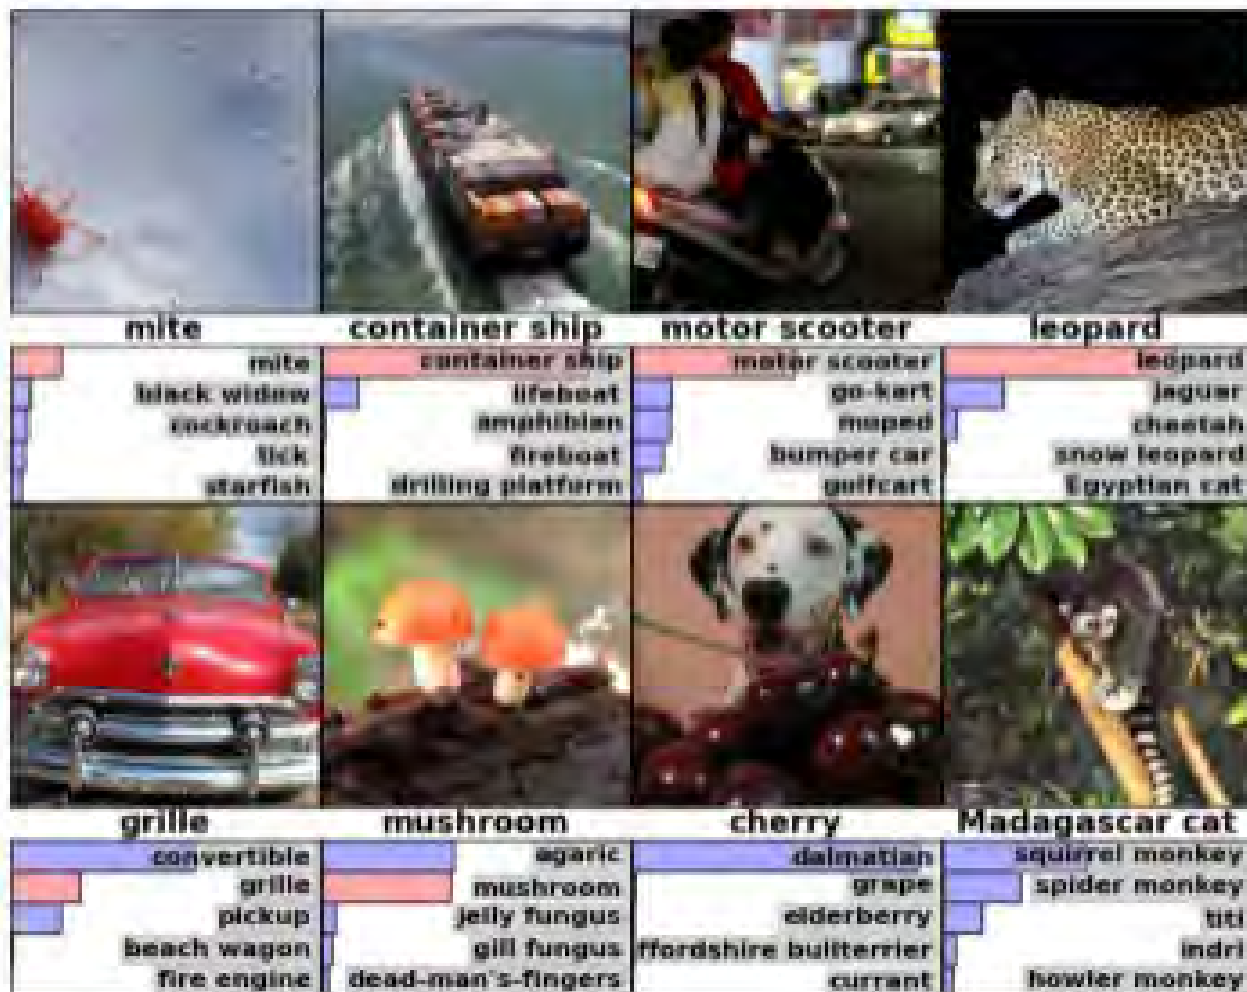 mite container ship motor scooter leopard
mite container ship motor scooter leopard
black widow lifeboat go-kart jaguar
cockroach amphibian moped cheetah
tick fireboat bumper car snow leopard
starfish drilling platform golfcart Egyptian cat
grille mushroom cherry Madagascar cat
convertible agaric dalmatian squirrel monkey
grille mushroom grape spider monkey
pickup jelly fungus elderberry titi
beach wagon gill fungus ffordshire bullterrier indri
fire engine dead-man's-fingers currant howler monkey